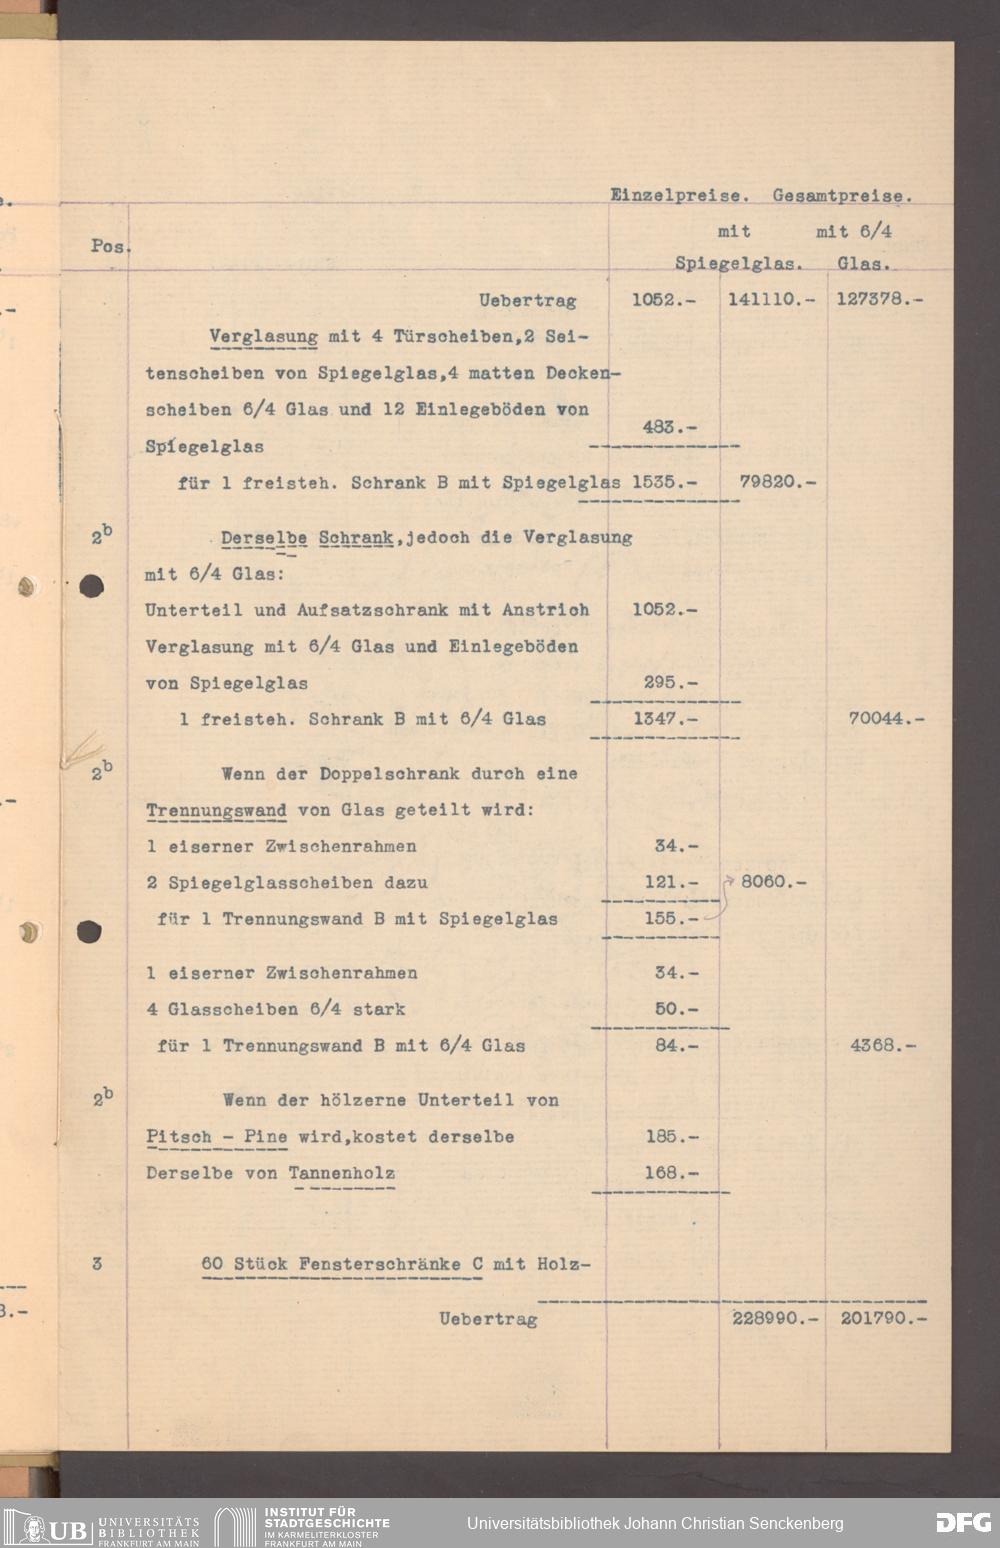 Einzelpreise. Gesamtpreise.
Pos. mit mit 6/4
Spiegelglas. Glas.
Uebertrag 1052.- 141110.- 127378.-
Verglasung mit 4 Türscheiben,2 Sei-
tenscheiben von Spiegelglas,4 matten Decken-
scheiben 6/4 Glas und 12 Einlegeböden von
Spiegelglas 483.-
für 1 freisteh. Schrank B mit Spiegelglas 1535.- 79820.-
2b Derselbe Schrank,jedoch die Verglasung
mit 6/4 Glas:
Unterteil und Aufsatzschrank mit Anstrich 1052.-
Verglasung mit 6/4 Glas und Einlegeböden
von Spiegelglas 295.-
1 freisteh. Schrank B mit 6/4 Glas 1347.- 70044.-
2b Wenn der Doppelschrank durch eine
Trennungswand von Glas geteilt wird:
1 eiserner Zwischenrahmen 34.-
2 Spiegelglasscheiben dazu 121.- 8060.-
für 1 Trennungswand B mit Spiegelglas 155.-
1 eiserner Zwischenrahmen 34.-
4 Glasscheiben 6/4 stark 50.-
für 1 Trennungswand B mit 6/4 Glas 84.- 4368.-
2b Wenn der hölzerne Unterteil von
Pitsch - Pine wird,kostet derselbe 185.-
Derselbe von Tannenholz 168.-
3 60 Stück Fensterschränke C mit Holz-
Uebertrag 228990.- 201790.-
UB UNIVERSITÄTS
BIBLIOTHEK
FRANKFURT AM MAIN
INSTITUT FÜR
STADTGESCHICHTE
IM KARMELITERKLOSTER
FRANKFURT AM MAIN
Universitätsbibliothek Johann Christian Senckenberg
DFG